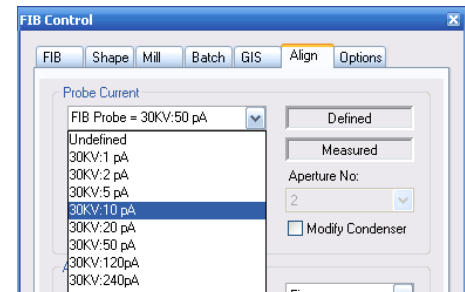 FIB Control
FIB Shape Mill Batch GIS Align Options
Probe Current
FIB Probe = 30KV:50 pA
Defined
Undefined
Measured
30KV:1 pA
30KV:2 pA
Aperture No:
30KV:5 pA
2
30KV:10 pA
30KV:20 pA
Modify Condenser
30KV:50 pA
30KV:120pA
30KV:240pA